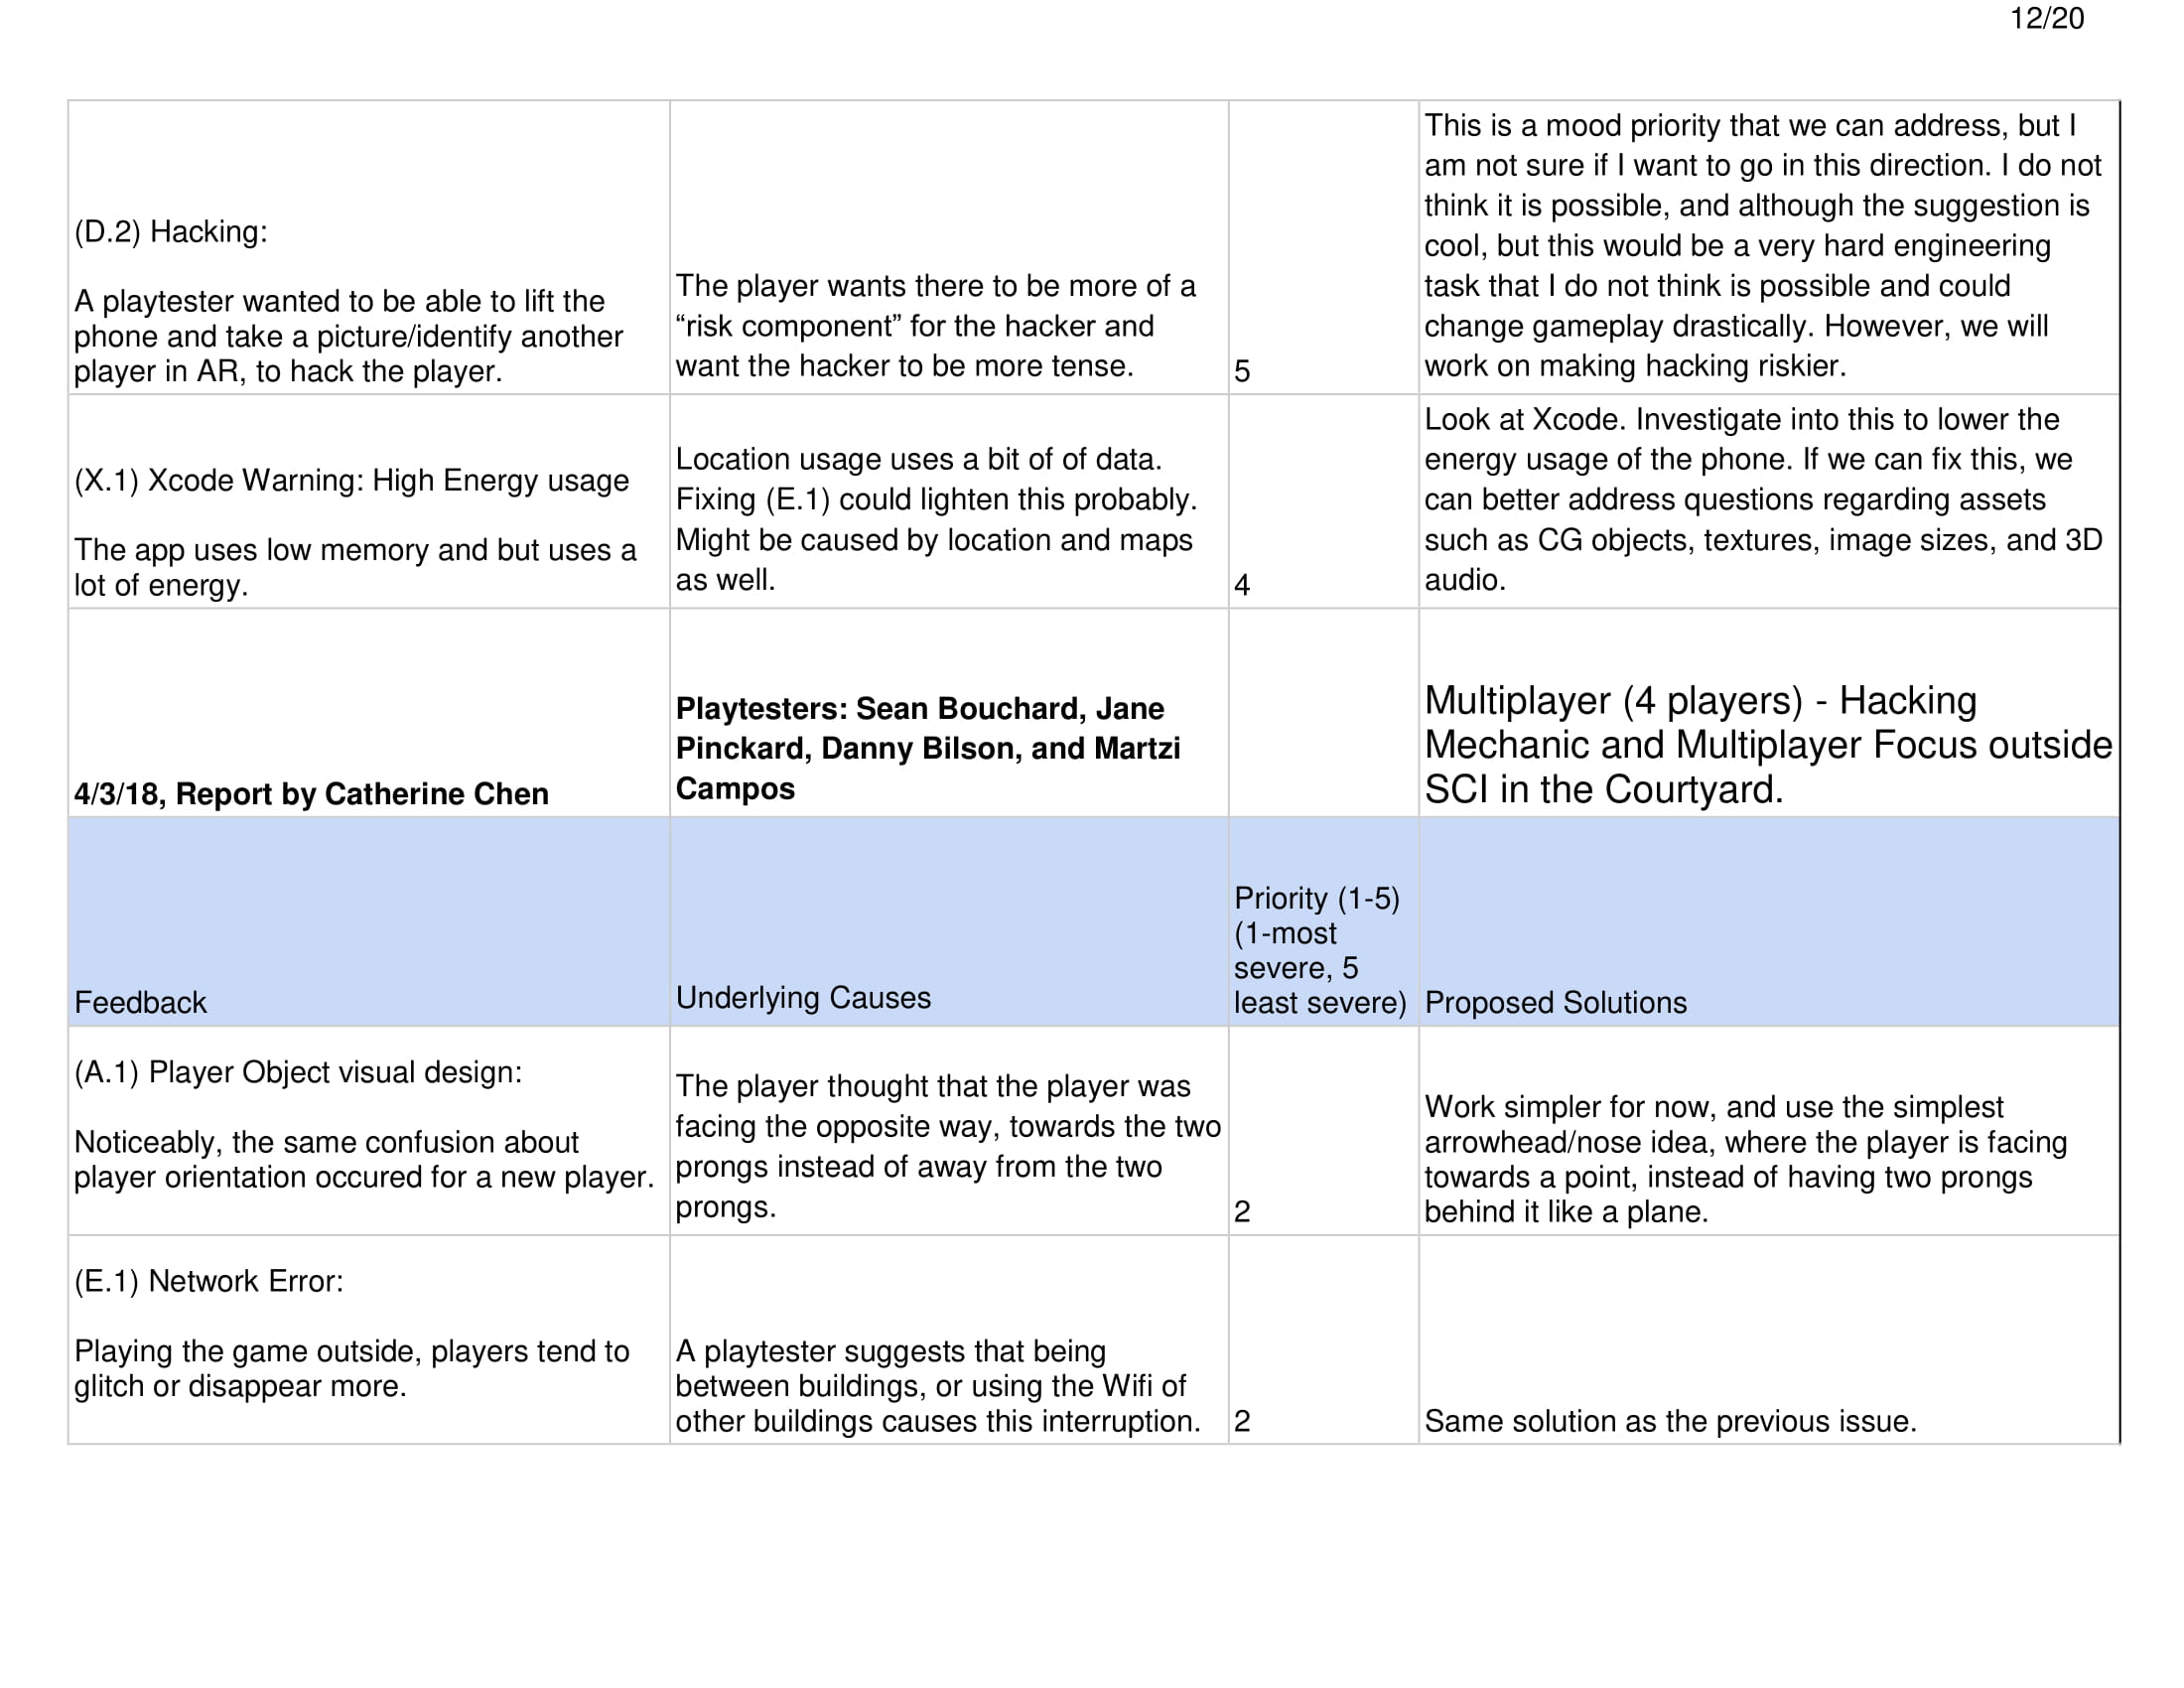 12/20
(D.2) Hacking:
A playtester wanted to be able to lift the
phone and take a picture/identify another
player in AR, to hack the player.
The player wants there to be more of a
“risk component” for the hacker and
want the hacker to be more tense.
5
This is a mood priority that we can address, but I
am not sure if I want to go in this direction. I do not
think it is possible, and although the suggestion is
cool, but this would be a very hard engineering
task that I do not think is possible and could
change gameplay drastically. However, we will
work on making hacking riskier.
(X.1) Xcode Warning: High Energy usage
The app uses low memory and but uses a
lot of energy.
Location usage uses a bit of of data.
Fixing (E.1) could lighten this probably.
Might be caused by location and maps
as well.
4
Look at Xcode. Investigate into this to lower the
energy usage of the phone. If we can fix this, we
can better address questions regarding assets
such as CG objects, textures, image sizes, and 3D
audio.
4/3/18, Report by Catherine Chen
Playtesters: Sean Bouchard, Jane
Pinckard, Danny Bilson, and Martzi
Campos
Multiplayer (4 players) - Hacking
Mechanic and Multiplayer Focus outside
SCI in the Courtyard.
Feedback
Underlying Causes
Priority (1-5)
(1-most
severe, 5
least severe)
Proposed Solutions
(A.1) Player Object visual design:
Noticeably, the same confusion about
player orientation occured for a new player.
The player thought that the player was
facing the opposite way, towards the two
prongs instead of away from the two
prongs.
2
Work simpler for now, and use the simplest
arrowhead/nose idea, where the player is facing
towards a point, instead of having two prongs
behind it like a plane.
(E.1) Network Error:
Playing the game outside, players tend to
glitch or disappear more.
A playtester suggests that being
between buildings, or using the Wifi of
other buildings causes this interruption.
2
Same solution as the previous issue.